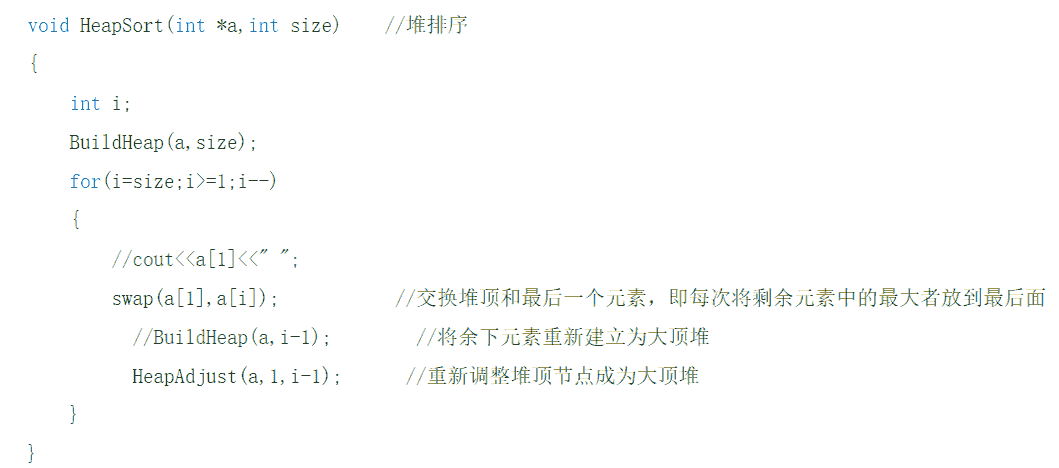 void HeapSort(int *a,int size)    //堆排序
{
    int i;
    BuildHeap(a,size);
    for(i=size;i>=1;i--)
    {
        //cout<<a[1]<<" ";
        swap(a[1],a[i]);           //交换堆顶和最后一个元素，即每次将剩余元素中的最大者放到最后面
          //BuildHeap(a,i-1);        //将余下元素重新建立为大顶堆
          HeapAdjust(a,1,i-1);      //重新调整堆顶节点成为大顶堆
    }
}